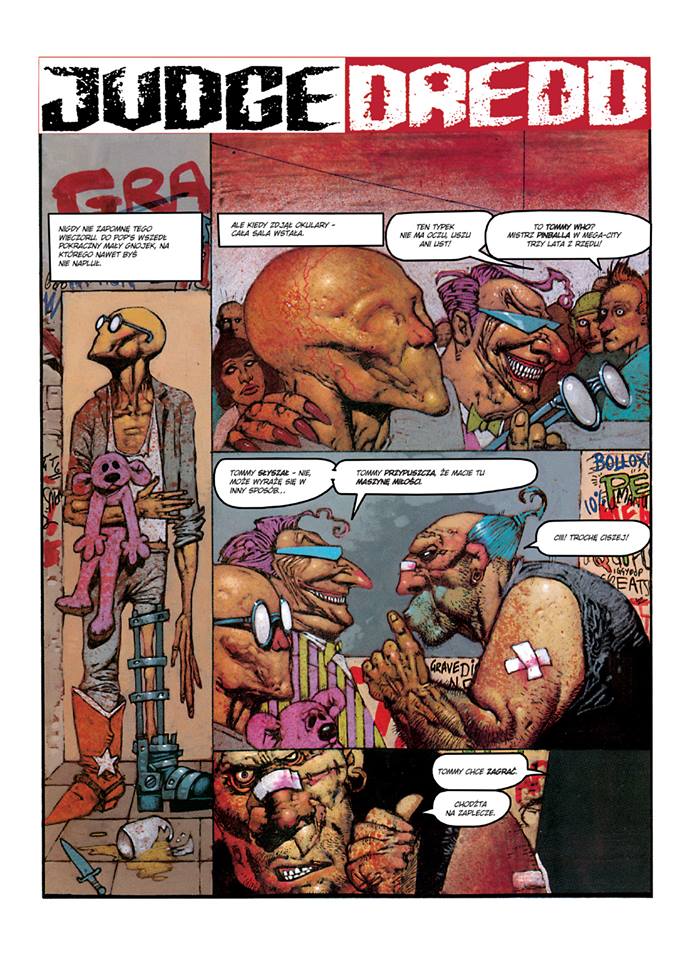 JUDGE DREDD
GRA
NIGDY NIE ZAPOMNĘ TEGO
WIECZORU. DO POP'S WSZEDŁ
POKRACZNY MAŁY GNOJEK, NA
KTÓREGO NAWET BYŚ
NIE NAPLUŁ.
ALE KIEDY ZDJĄŁ OKULARY –
CAŁA SALA WSTAŁA.
TEN TYPEK
NIE MA OCZU, USZU
ANI UST!
TO TOMMY WHO?
MISTRZ PINBALLA W MEGA-CITY
TRZY LATA Z RZĘDU!
TOMMY SŁYSZAŁ – NIE,
MOŻE WYRAŻĘ SIĘ W
INNY SPOSÓB...
TOMMY PRZYPUSZCZA, ŻE MACIE TU
MASZYNĘ MIŁOŚCI.
BOLLOX
10%
CIII! TROCHĘ CISZEJ!
GRAVEDI
TOMMY CHCE ZAGRAĆ.
CHODŹTA
NA ZAPLECZE.